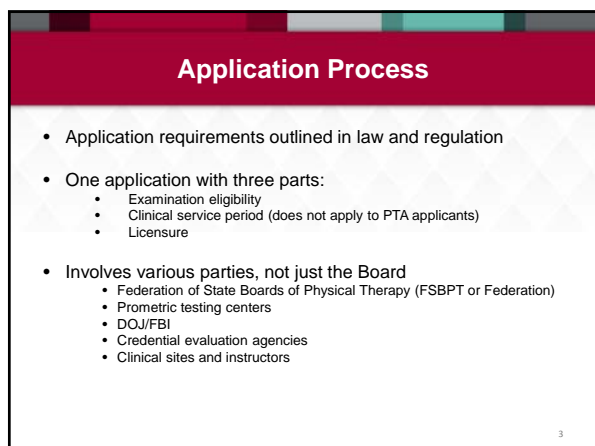 Application Process
• Application requirements outlined in law and regulation
• One application with three parts:
• Examination eligibility
• Clinical service period (does not apply to PTA applicants)
• Licensure
• Involves various parties, not just the Board
• Federation of State Boards of Physical Therapy (FSBPT or Federation)
• Prometric testing centers
• DOJ/FBI
• Credential evaluation agencies
• Clinical sites and instructors
3